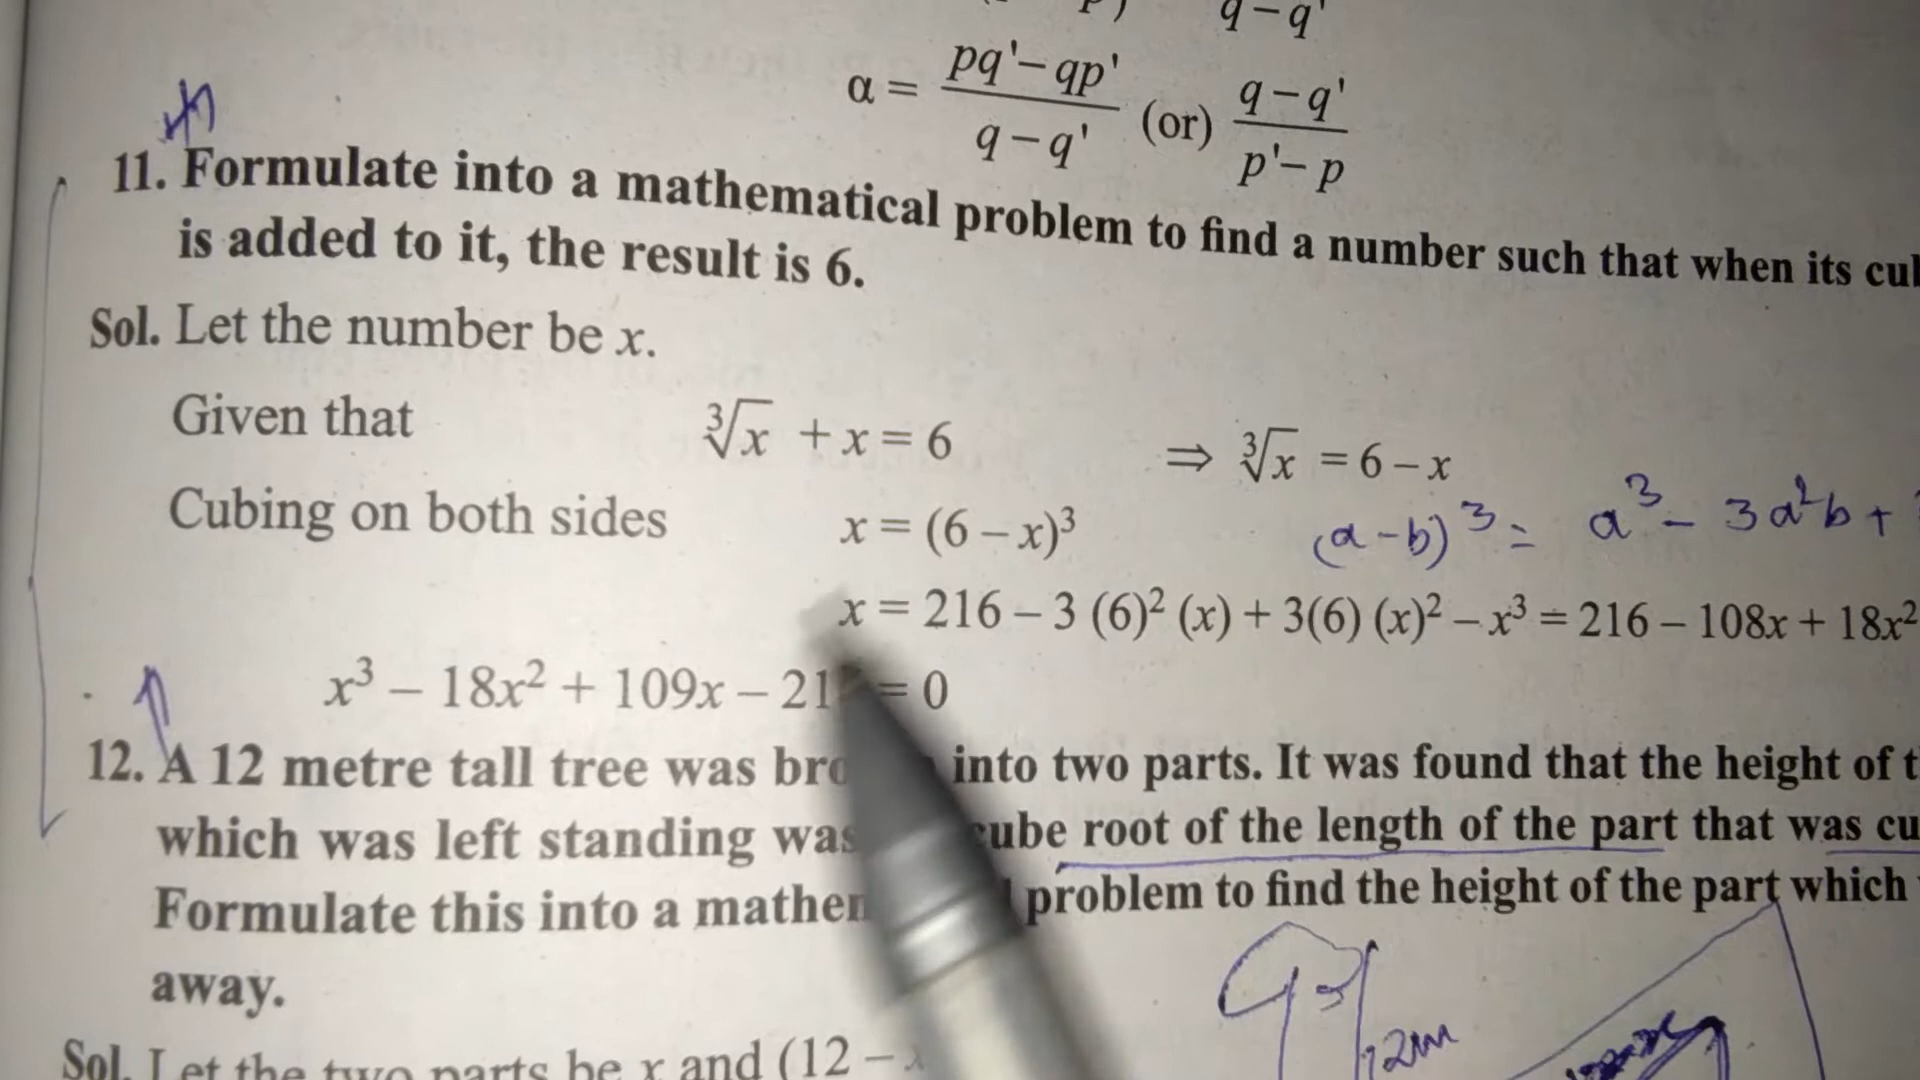 q – q'
α = pq' – qp' / q – q' (or) q – q' / p' – p
11. Formulate into a mathematical problem to find a number such that when its
is added to it, the result is 6.
Sol. Let the number be x.
Given that ∛x + x = 6 ⇒ ∛x = 6 – x
Cubing on both sides x = (6 – x)³
(a – b)³ = a³ – 3a²b +
x = 216 – 3 (6)² (x) + 3(6) (x)² – x³ = 216 – 108x + 18x²
x³ – 18x² + 109x – 21 = 0
12. A 12 metre tall tree was into two parts. It was found that the height of
which was left standing was cube root of the length of the part that was
Formulate this into a problem to find the height of the part which
away.
12m
Sol. Let the two parts be x and (12 –